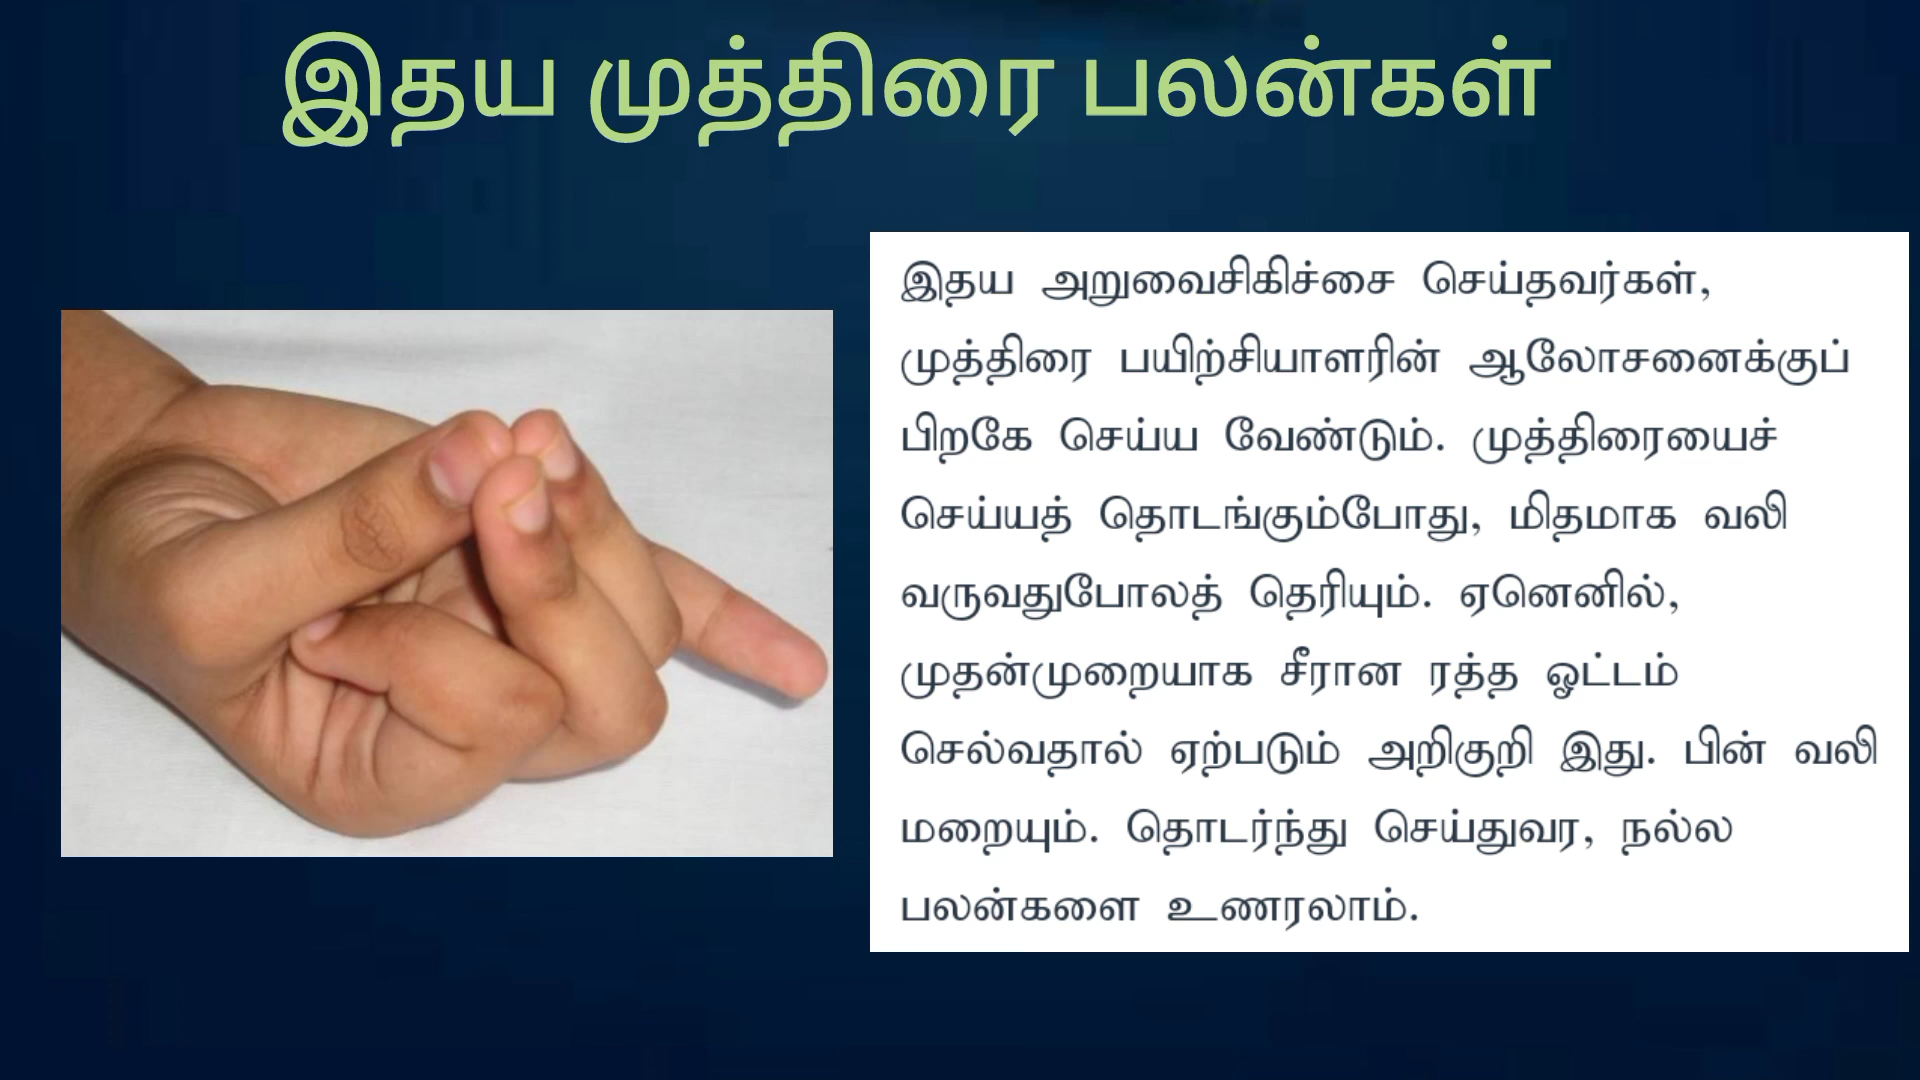 இதய முத்திரை பலன்கள்
இதய அறுவைசிகிச்சை செய்தவர்கள்,
முத்திரை பயிற்சியாளரின் ஆலோசனைக்குப்
பிறகே செய்ய வேண்டும். முத்திரையைச்
செய்யத் தொடங்கும்போது, மிதமாக வலி
வருவதுபோலத் தெரியும். ஏனெனில்,
முதன்முறையாக சீரான ரத்த ஓட்டம்
செல்வதால் ஏற்படும் அறிகுறி இது. பின் வலி
மறையும். தொடர்ந்து செய்துவர, நல்ல
பலன்களை உணரலாம்.